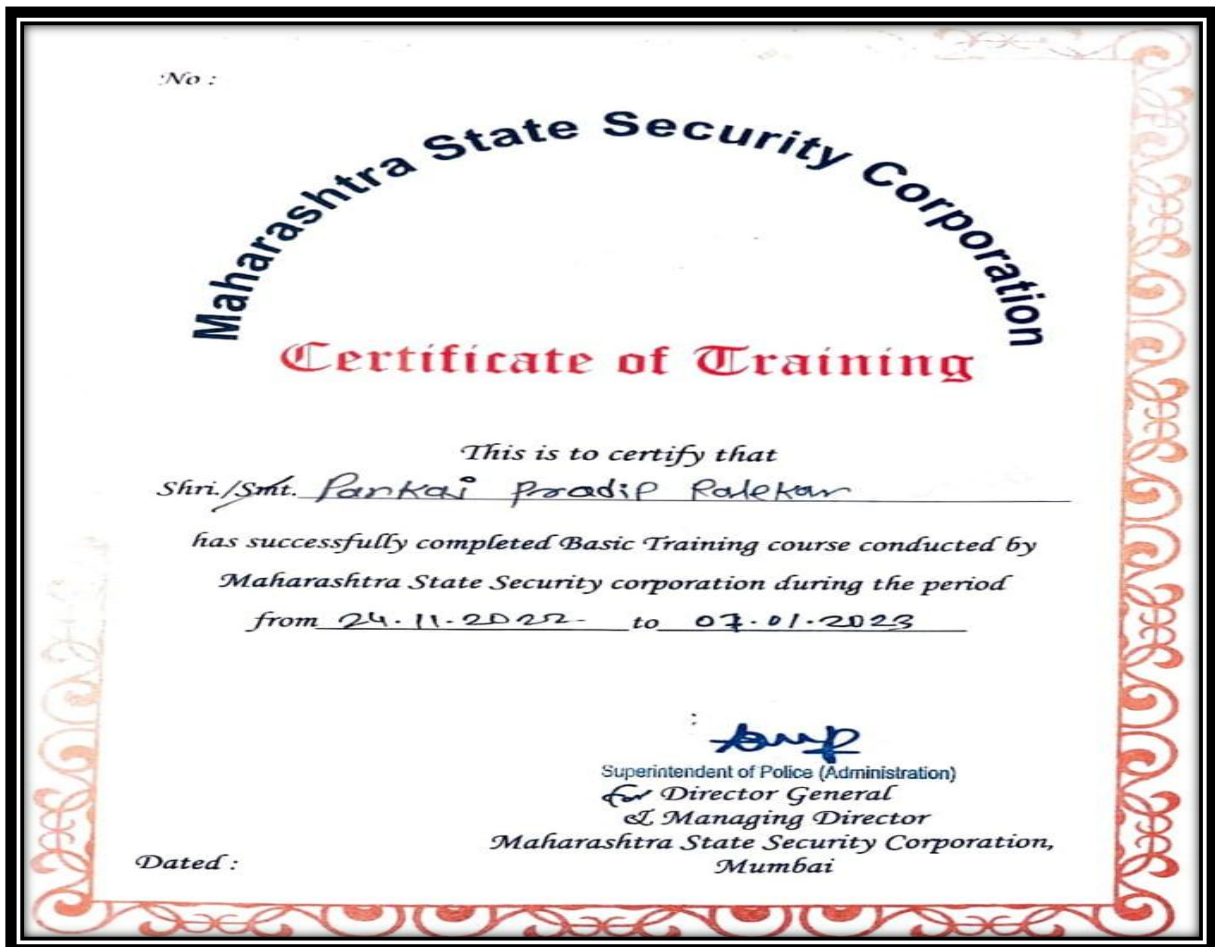 No :
Maharashtra State Security Corporation
Certificate of Training
This is to certify that
Shri./Smt. Pankaj Pradip Palekar
has successfully completed Basic Training course conducted by
Maharashtra State Security corporation during the period
from 24.11.2022 to 07.01.2023
Superintendent of Police (Administration)
for Director General
& Managing Director
Maharashtra State Security Corporation,
Mumbai
Dated :